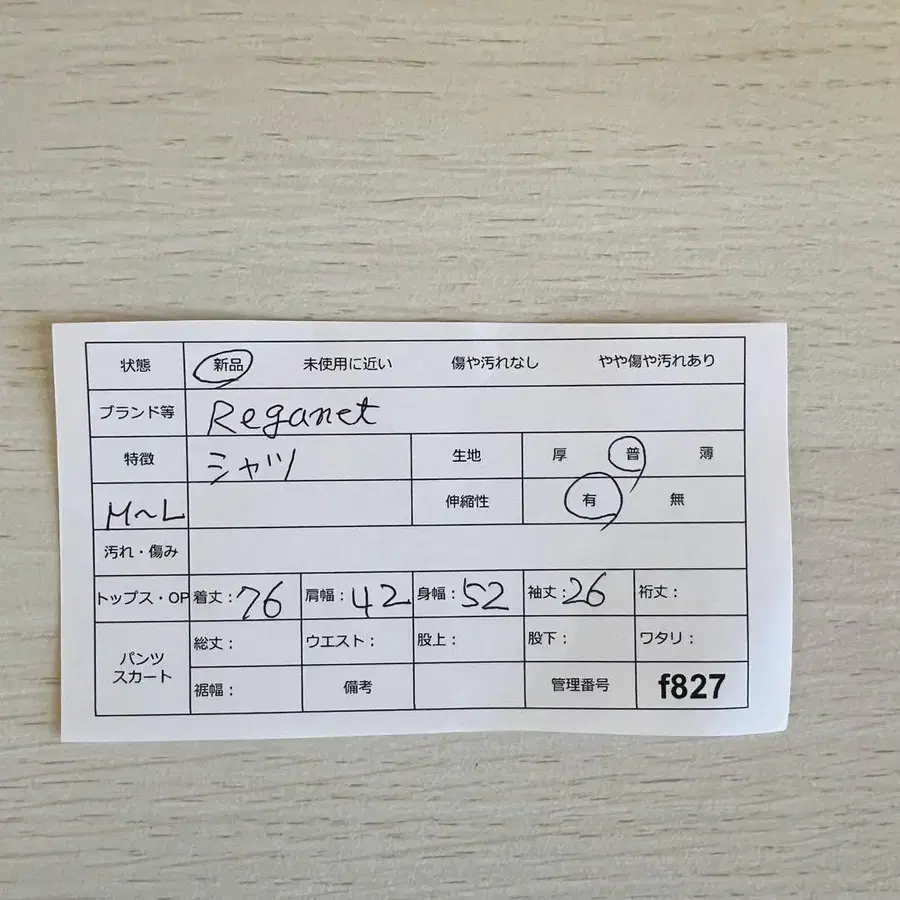 状態 新品 未使用に近い 傷や汚れなし やや傷や汚れあり
ブランド等 Reganet
特徴 シャツ 生地 厚 普 薄
M~L 伸縮性 有 無
汚れ・傷み
トップス・OP 着丈:76 肩幅:42 身幅:52 袖丈:26 裄丈:
パンツ スカート 総丈: ウエスト: 股上: 股下: ワタリ:
裾幅: 備考 管理番号 f827